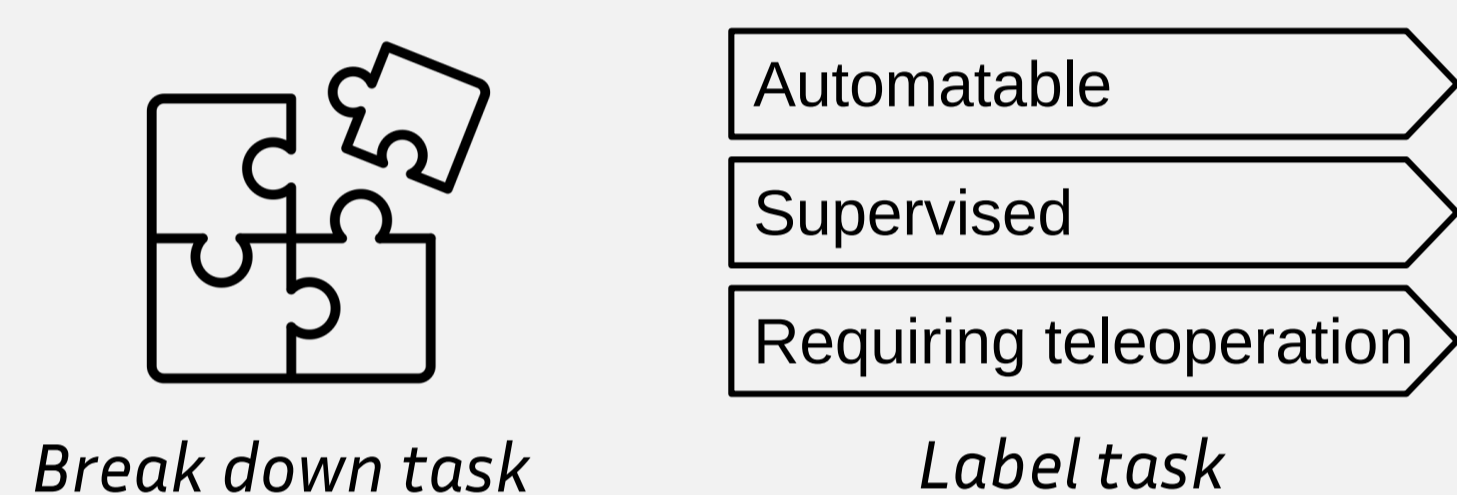 Automatable
Supervised
Requiring teleoperation
Break down task
Label task